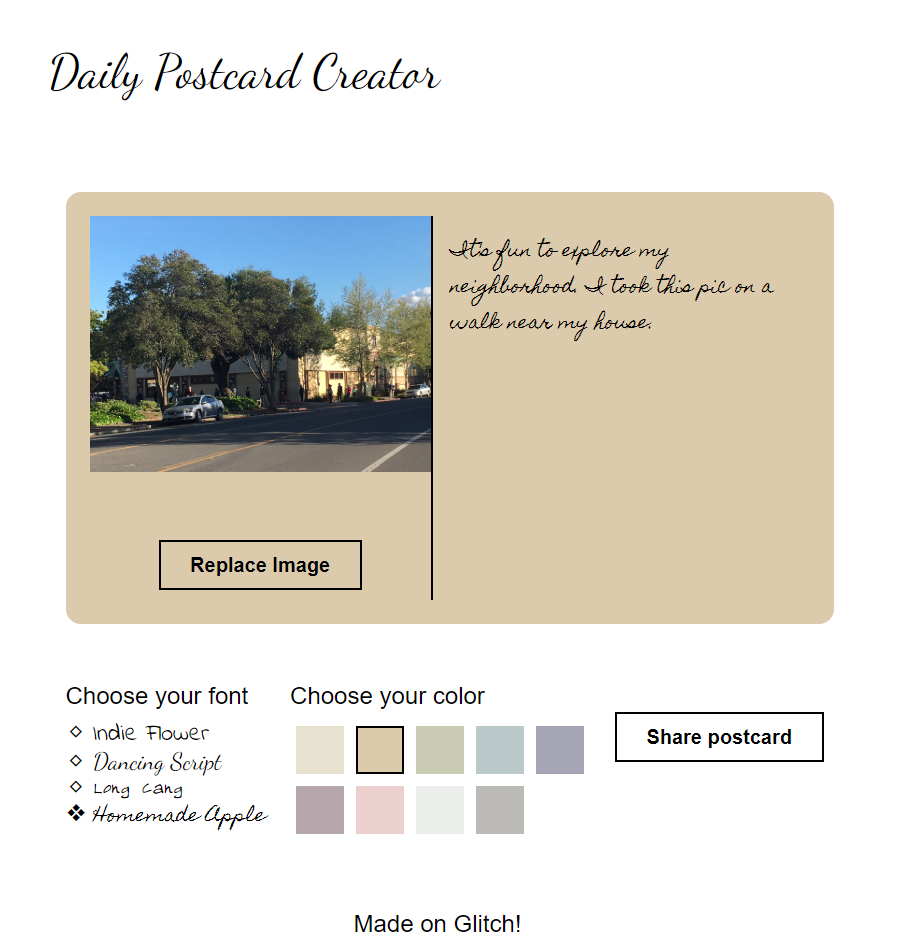 Daily Postcard Creator
It's fun to explore my
neighborhood. I took this pic on a
walk near my house.
Replace Image
Choose your font
Indie Flower
Dancing Script
Long Cang
Homemade Apple
Choose your color
Share postcard
Made on Glitch!